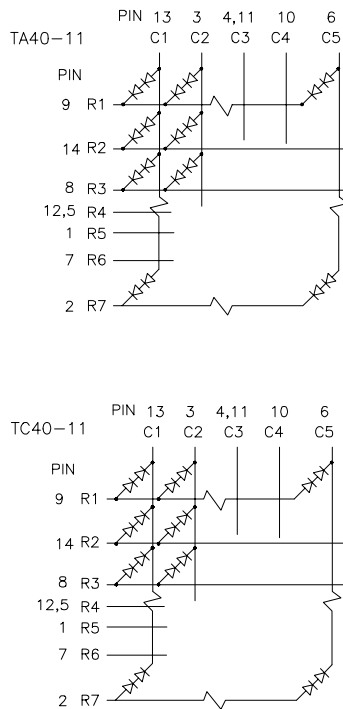 PIN 13 3 4,11 10 6
TA40-11 C1 C2 C3 C4 C5
PIN
9 R1
14 R2
8 R3
12,5 R4
1 R5
7 R6
2 R7
PIN 13 3 4,11 10 6
TC40-11 C1 C2 C3 C4 C5
PIN
9 R1
14 R2
8 R3
12,5 R4
1 R5
7 R6
2 R7